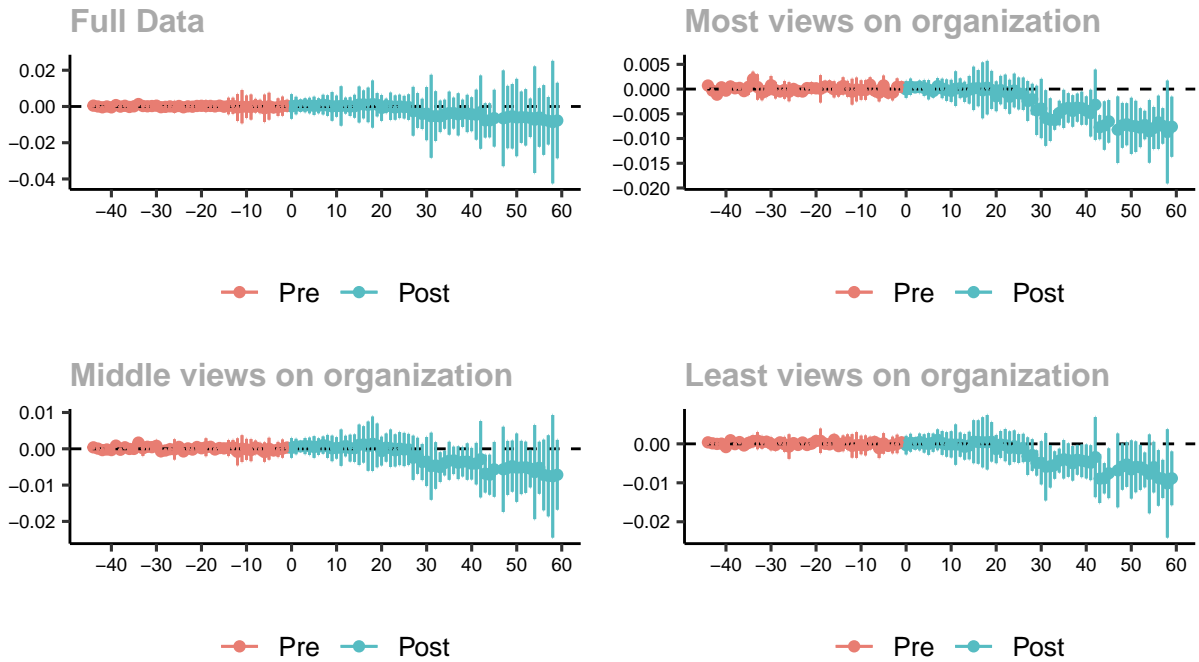 Full Data
0.02
0.00
−0.02
−0.04
−40 −30 −20 −10 0 10 20 30 40 50 60
Pre Post
Most views on organization
0.005
0.000
−0.005
−0.010
−0.015
−0.020
−40 −30 −20 −10 0 10 20 30 40 50 60
Pre Post
Middle views on organization
0.01
0.00
−0.01
−0.02
−40 −30 −20 −10 0 10 20 30 40 50 60
Pre Post
Least views on organization
0.00
−0.01
−0.02
−40 −30 −20 −10 0 10 20 30 40 50 60
Pre Post